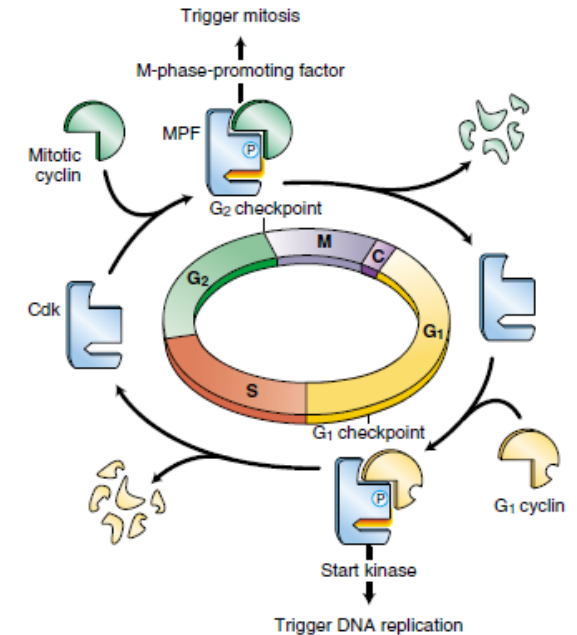 Trigger mitosis
M-phase-promoting factor
MPF
P
Mitotic
cyclin
G2 checkpoint
M
C
G2
Cdk
G1
S
G1 checkpoint
P
G1 cyclin
Start kinase
Trigger DNA replication